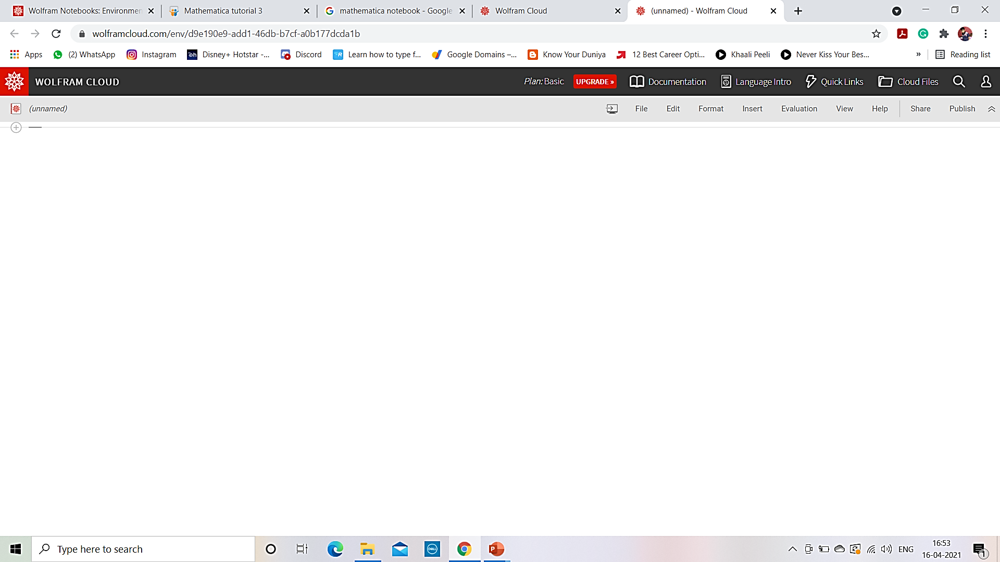 Wolfram Notebooks: Environmen
Mathematica tutorial 3
mathematica notebook - Google
Wolfram Cloud
(unnamed) - Wolfram Cloud
wolframcloud.com/env/d9e190e9-add1-46db-b7cf-a0b177dcda1b
Apps (2) WhatsApp Instagram Disney+ Hotstar -... Discord Learn how to type f... Google Domains –... Know Your Duniya 12 Best Career Opti... Khaali Peeli Never Kiss Your Bes... » Reading list
WOLFRAM CLOUD Plan: Basic UPGRADE » Documentation Language Intro Quick Links Cloud Files
(unnamed) File Edit Format Insert Evaluation View Help Share Publish
Type here to search
DELL
P
ENG
16:53
16-04-2021
1